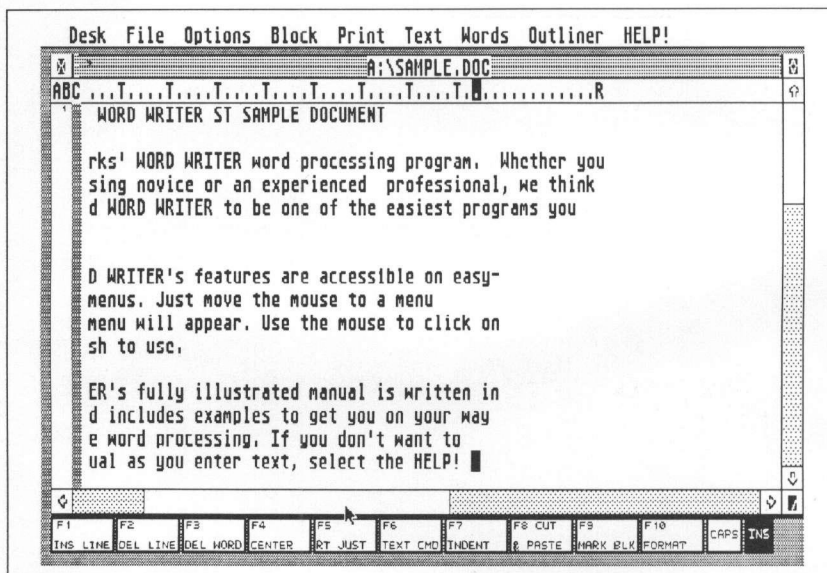 Desk File Options Block Print Text Words Outliner HELP!
A:\SAMPLE.DOC
ABC ...T....T....T....T....T....T....T....T.............R
1 WORD WRITER ST SAMPLE DOCUMENT
rks' WORD WRITER word processing program. Whether you
sing novice or an experienced professional, we think
d WORD WRITER to be one of the easiest programs you
D WRITER's features are accessible on easy-
menus. Just move the mouse to a menu
menu will appear. Use the mouse to click on
sh to use.
ER's fully illustrated manual is written in
d includes examples to get you on your way
e word processing. If you don't want to
ual as you enter text, select the HELP!
F1 F2 F3 F4 F5 F6 F7 F8 CUT F9 F10 CAPS INS
INS LINE DEL LINE DEL WORD CENTER RT JUST TEXT CMD INDENT & PASTE MARK BLK FORMAT